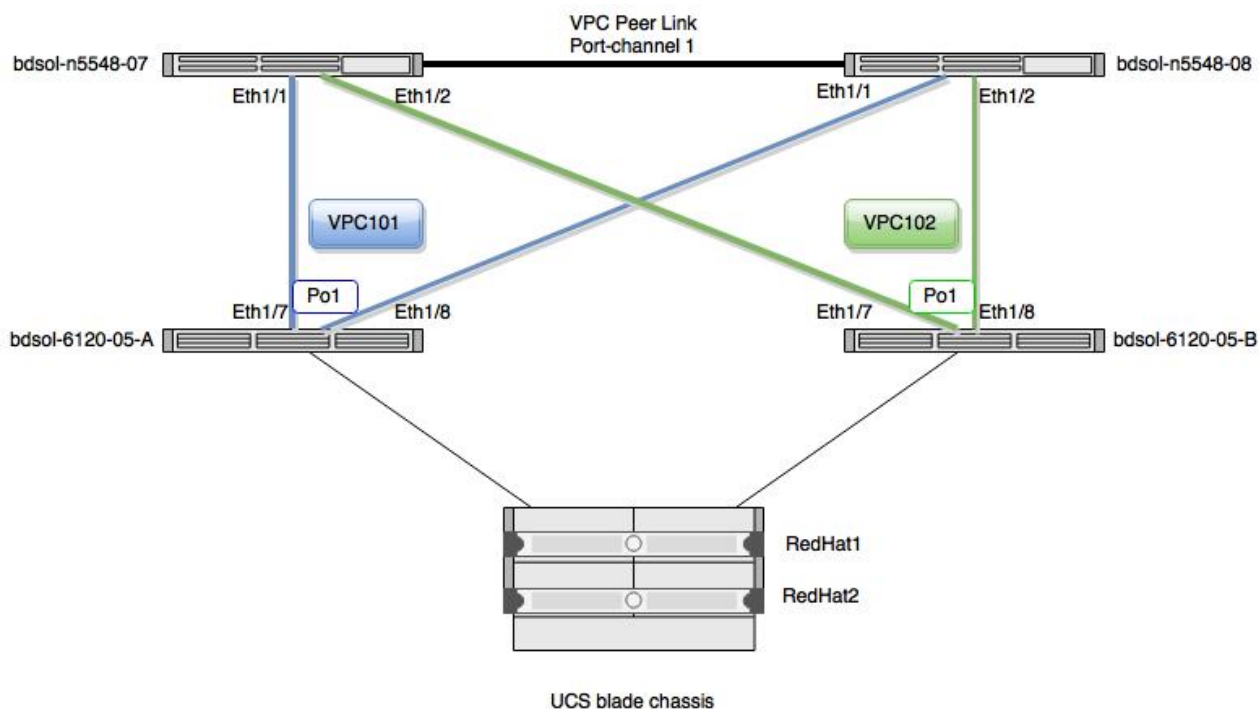 VPC Peer Link
Port-channel 1
bdsol-n5548-07
bdsol-n5548-08
Eth1/1
Eth1/2
Eth1/1
Eth1/2
VPC101
VPC102
Po1
Po1
Eth1/7
Eth1/8
Eth1/7
Eth1/8
bdsol-6120-05-A
bdsol-6120-05-B
RedHat1
RedHat2
UCS blade chassis